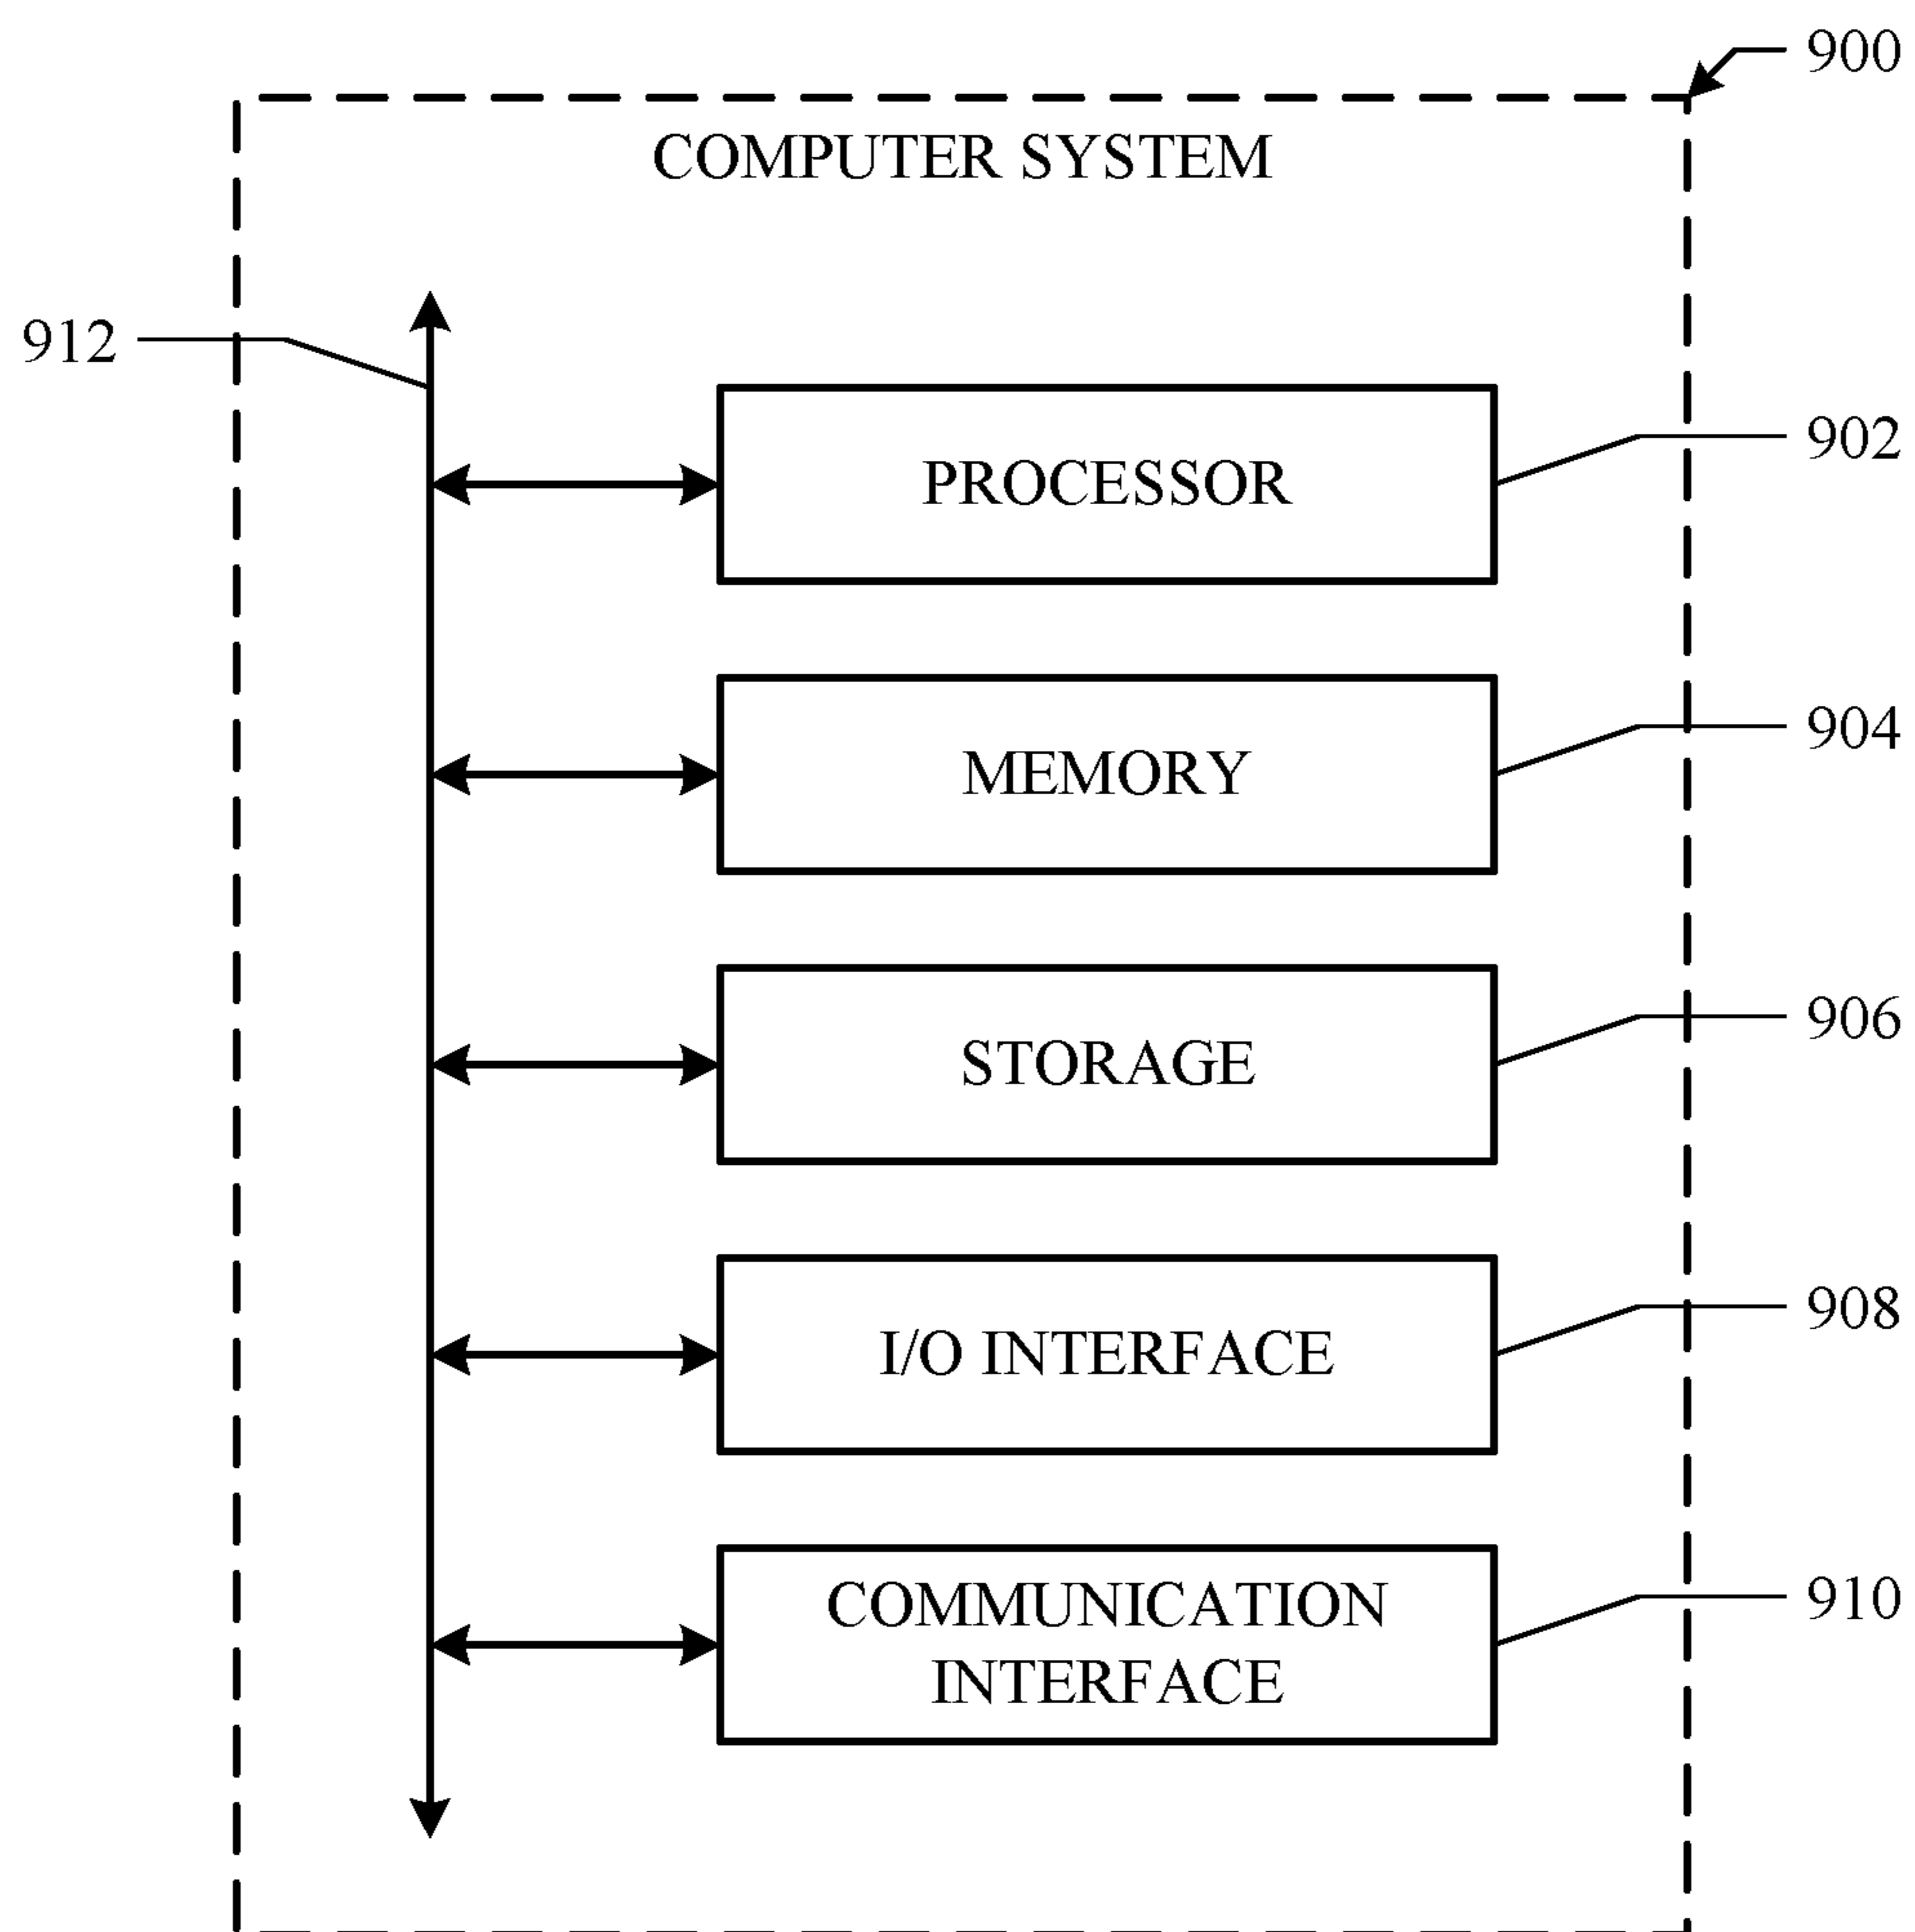 900
COMPUTER SYSTEM
912
PROCESSOR
902
MEMORY
904
STORAGE
906
I/O INTERFACE
908
COMMUNICATION
INTERFACE
910